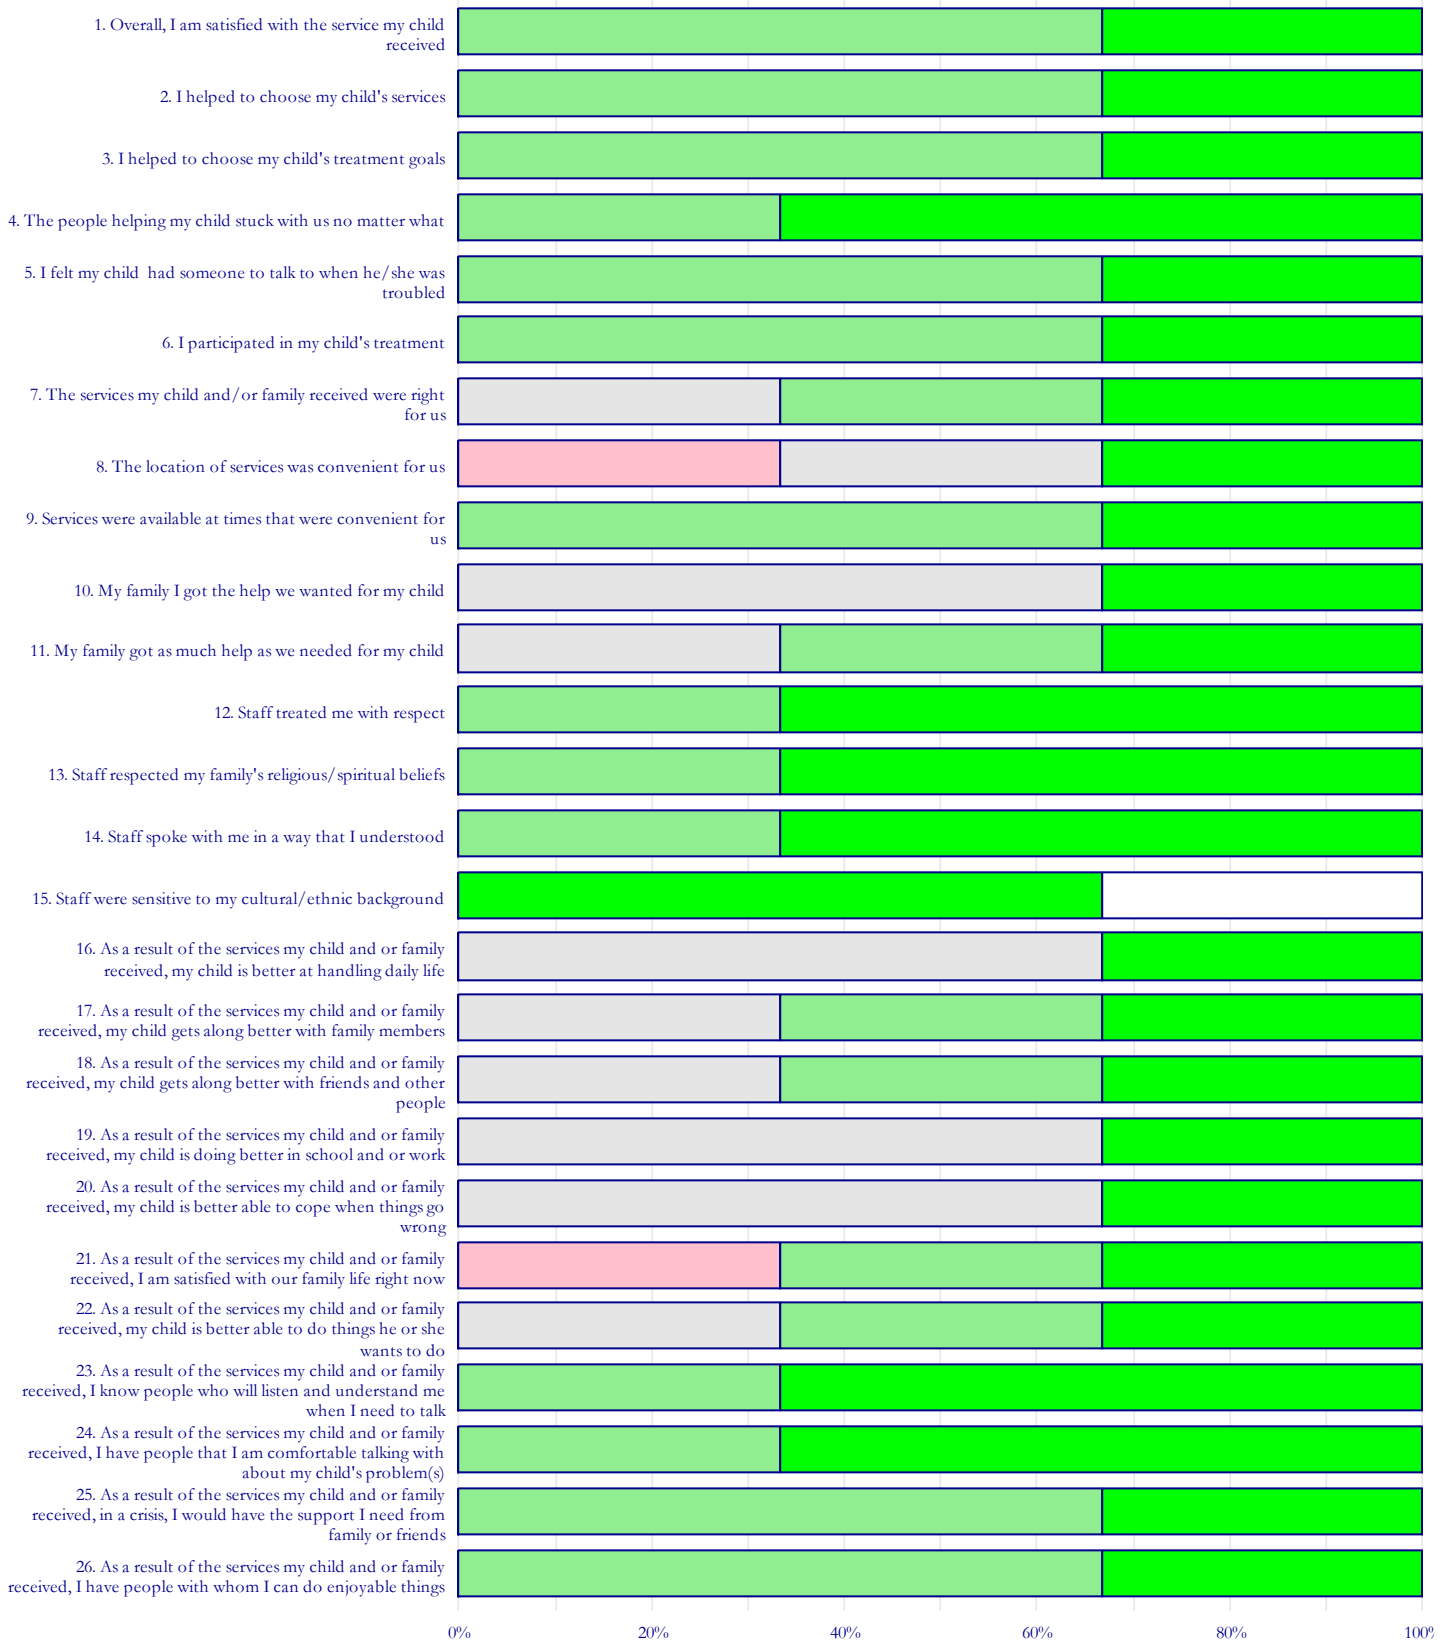 1. Overall, I am satisfied with the service my child
received
2. I helped to choose my child's services
3. I helped to choose my child's treatment goals
4. The people helping my child stuck with us no matter what
5. I felt my child  had someone to talk to when he/she was
troubled
6. I participated in my child's treatment
7. The services my child and/or family received were right
for us
8. The location of services was convenient for us
9. Services were available at times that were convenient for
us
10. My family I got the help we wanted for my child
11. My family got as much help as we needed for my child
12. Staff treated me with respect
13. Staff respected my family's religious/spiritual beliefs
14. Staff spoke with me in a way that I understood
15. Staff were sensitive to my cultural/ethnic background
16. As a result of the services my child and or family
received, my child is better at handling daily life
17. As a result of the services my child and or family
received, my child gets along better with family members
18. As a result of the services my child and or family
received, my child gets along better with friends and other
people
19. As a result of the services my child and or family
received, my child is doing better in school and or work
20. As a result of the services my child and or family
received, my child is better able to cope when things go
wrong
21. As a result of the services my child and or family
received, I am satisfied with our family life right now
22. As a result of the services my child and or family
received, my child is better able to do things he or she
wants to do
23. As a result of the services my child and or family
received, I know people who will listen and understand me
when I need to talk
24. As a result of the services my child and or family
received, I have people that I am comfortable talking with
about my child's problem(s)
25. As a result of the services my child and or family
received, in a crisis, I would have the support I need from
family or friends
26. As a result of the services my child and or family
received, I have people with whom I can do enjoyable things
0% 20% 40% 60% 80% 100%